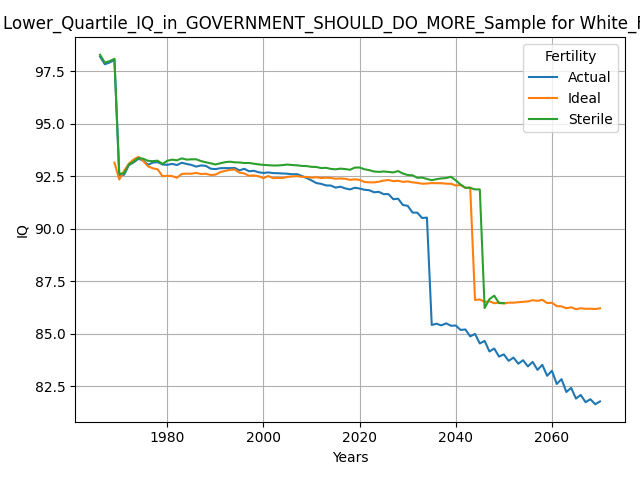 Lower_Quartile_IQ_in_GOVERNMENT_SHOULD_DO_MORE_Sample for White_
Fertility
Actual
Ideal
Sterile
97.5
95.0
92.5
90.0
87.5
85.0
82.5
IQ
1980
2000
2020
2040
2060
Years